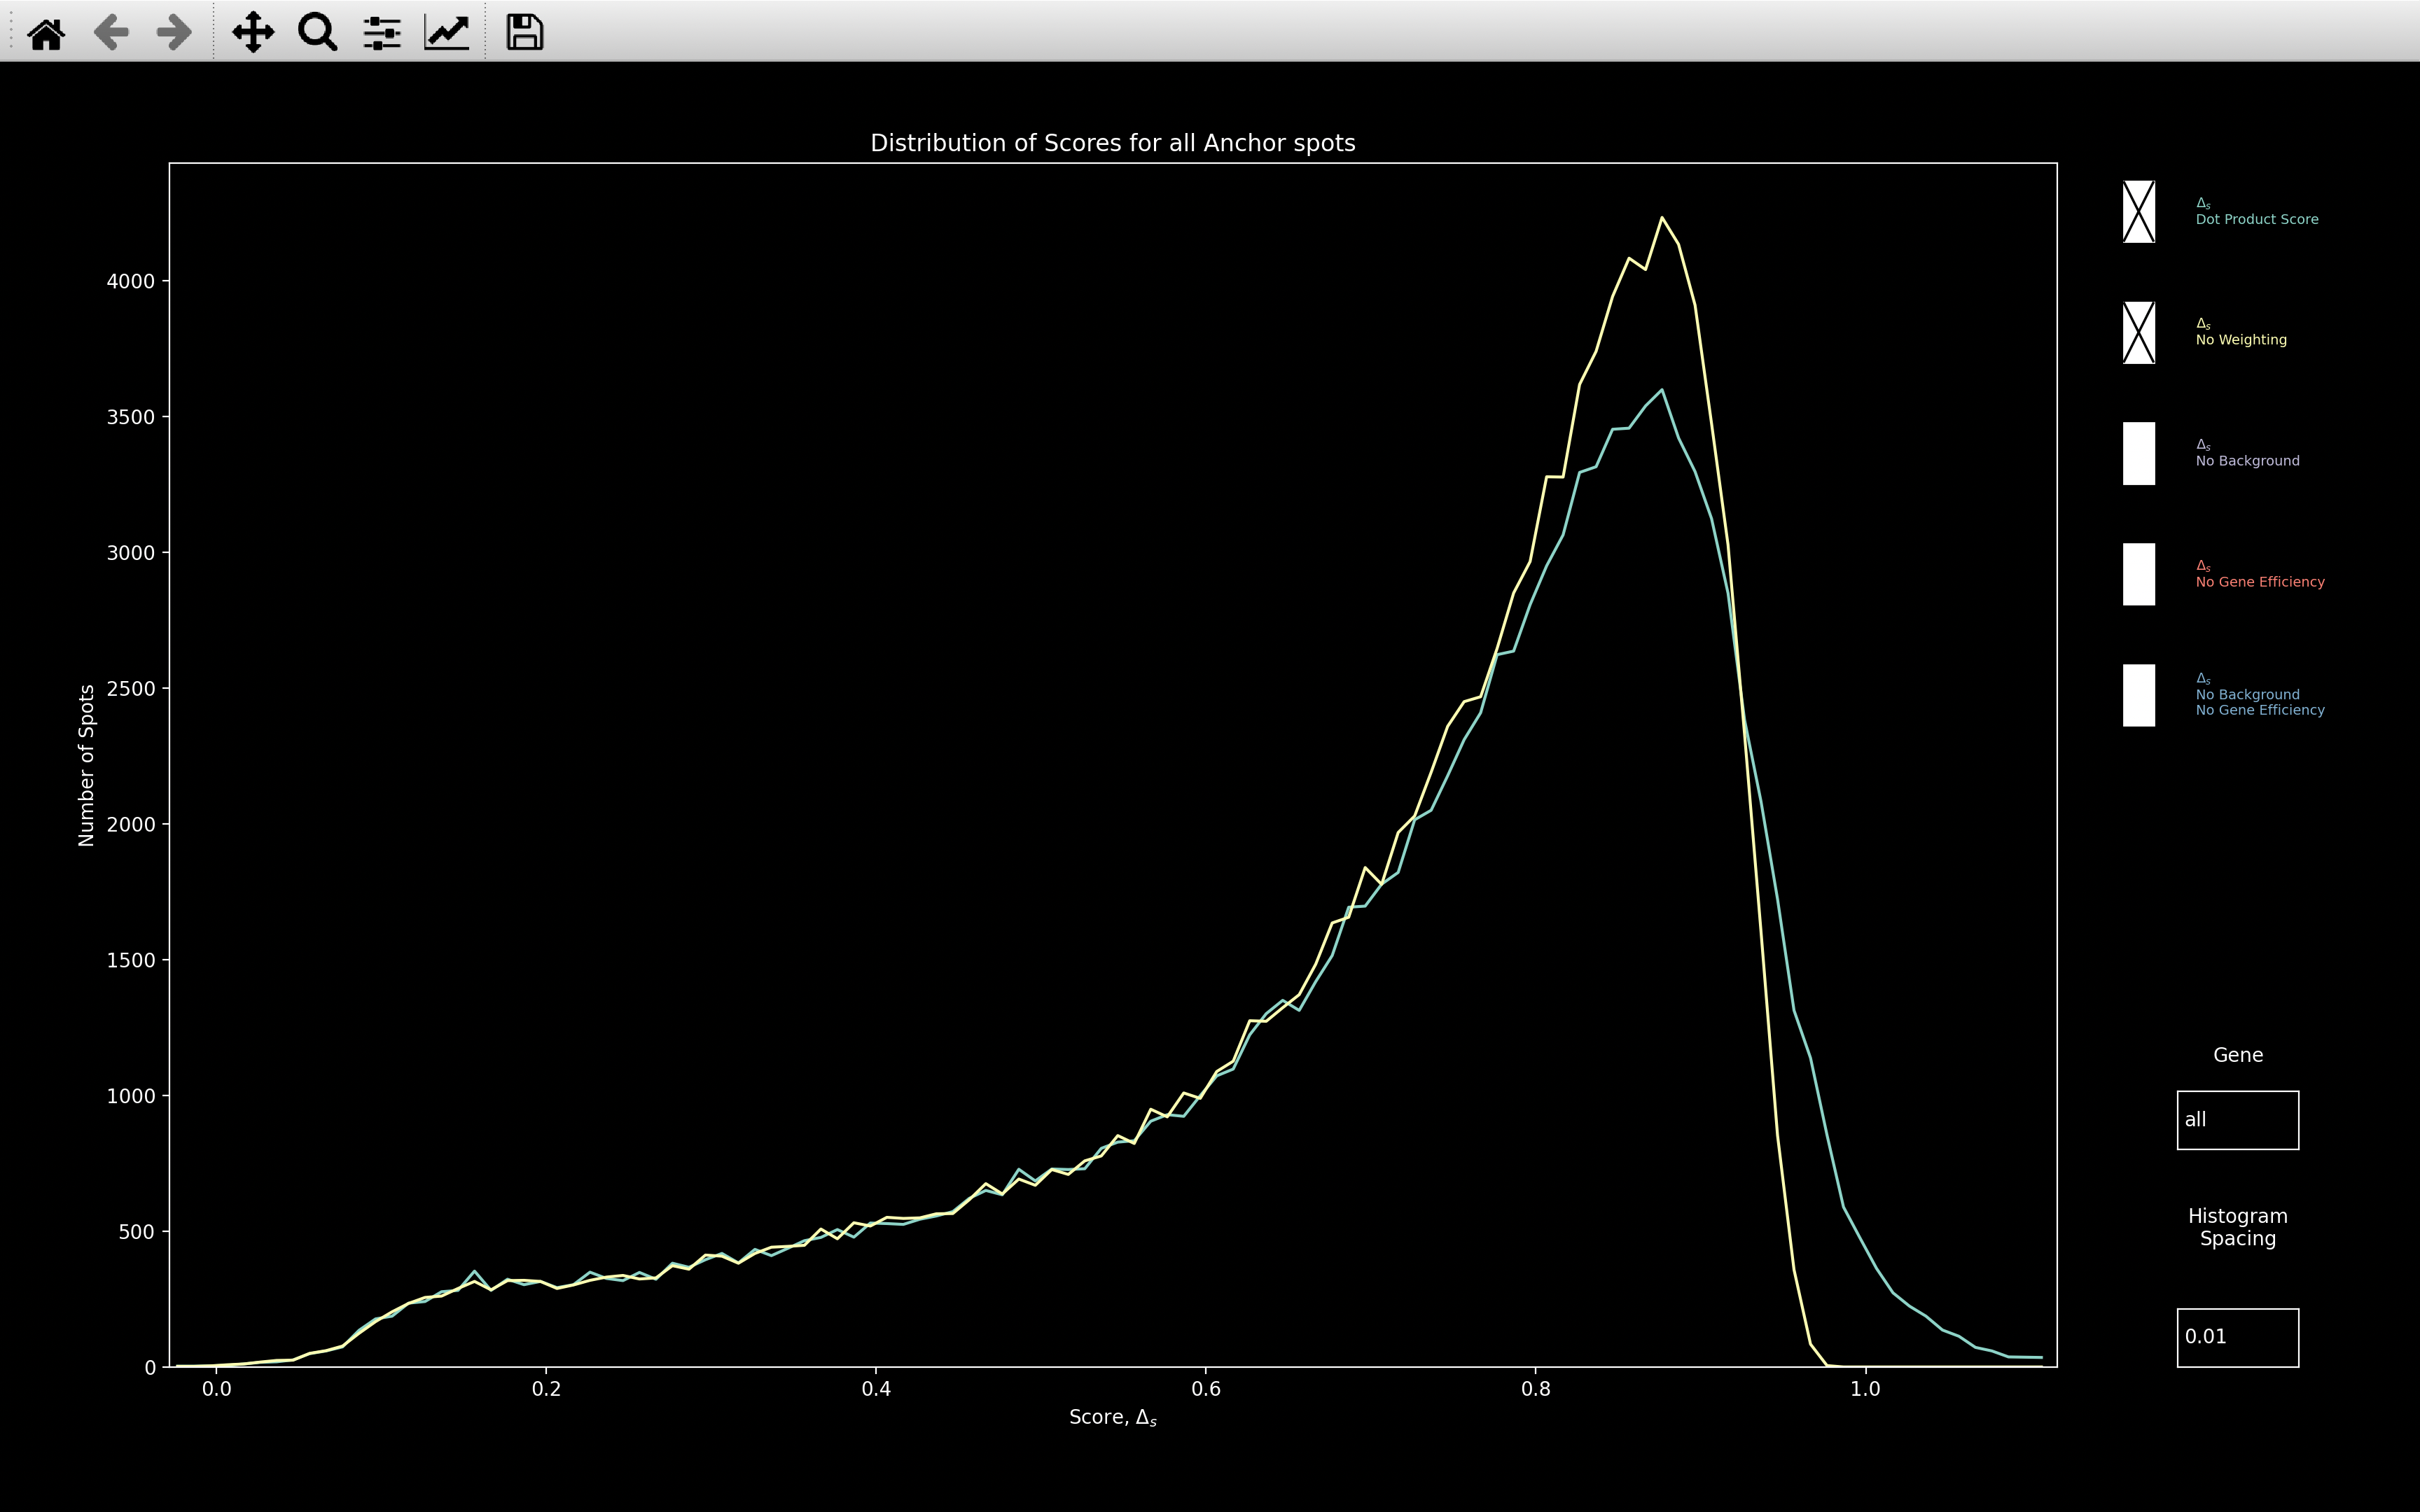 Distribution of Scores for all Anchor spots
Number of Spots
4000
3500
3000
2500
2000
1500
1000
500
0
0.0 0.2 0.4 0.6 0.8 1.0
Score, Δs
Δs
Dot Product Score
Δs
No Weighting
Δs
No Background
Δs
No Gene Efficiency
Δs
No Background
No Gene Efficiency
Gene
all
Histogram
Spacing
0.01